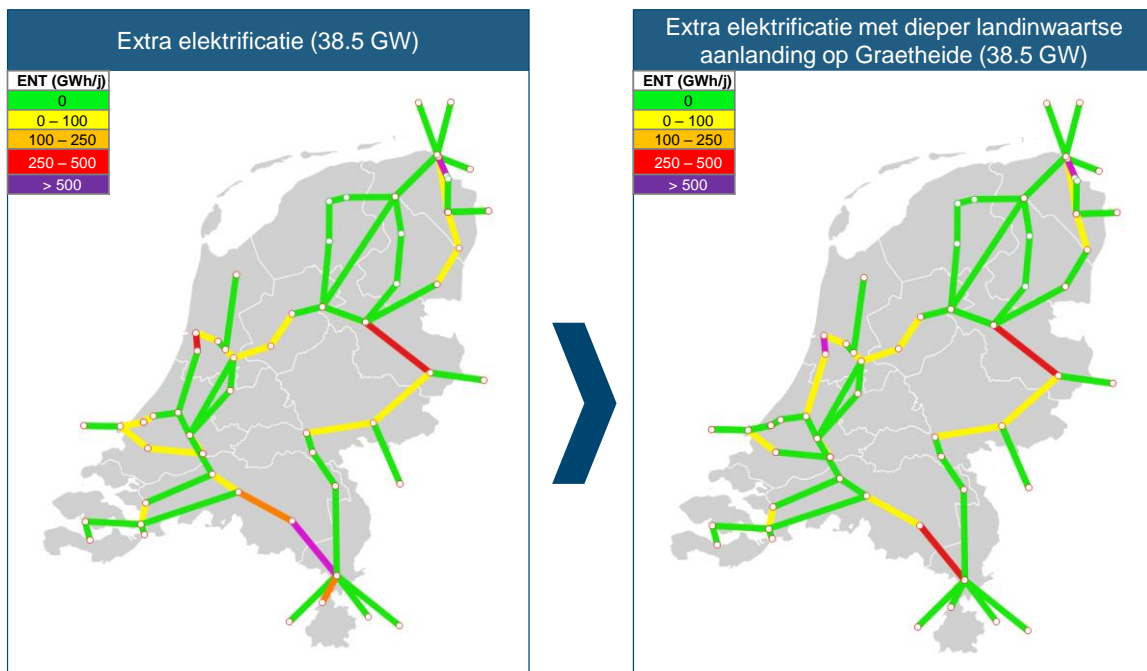 Extra elektrificatie (38.5 GW)
ENT (GWh/j)
0
0 – 100
100 – 250
250 – 500
> 500
Extra elektrificatie met dieper landinwaartse
aanlanding op Graetheide (38.5 GW)
ENT (GWh/j)
0
0 – 100
100 – 250
250 – 500
> 500